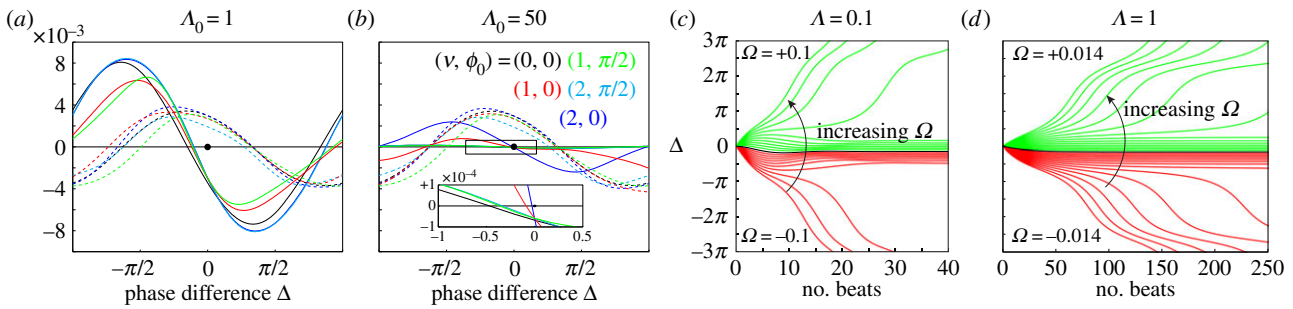 (a) Λ0 = 1
×10−3
8
4
0
−4
−8
−π/2 0 π/2
phase difference Δ
(b) Λ0 = 50
(ν, ϕ0) = (0, 0) (1, π/2)
(1, 0) (2, π/2)
(2, 0)
+1 ×10−4
0
−1
−1 −0.5 0 0.5
−π/2 0 π/2
phase difference Δ
(c) Λ = 0.1
Δ
3π
2π
π
0
−π
−2π
−3π
Ω = +0.1
increasing Ω
Ω = −0.1
0 10 20 30 40
no. beats
(d) Λ = 1
Ω = +0.014
increasing Ω
Ω = −0.014
0 50 100 150 200 250
no. beats